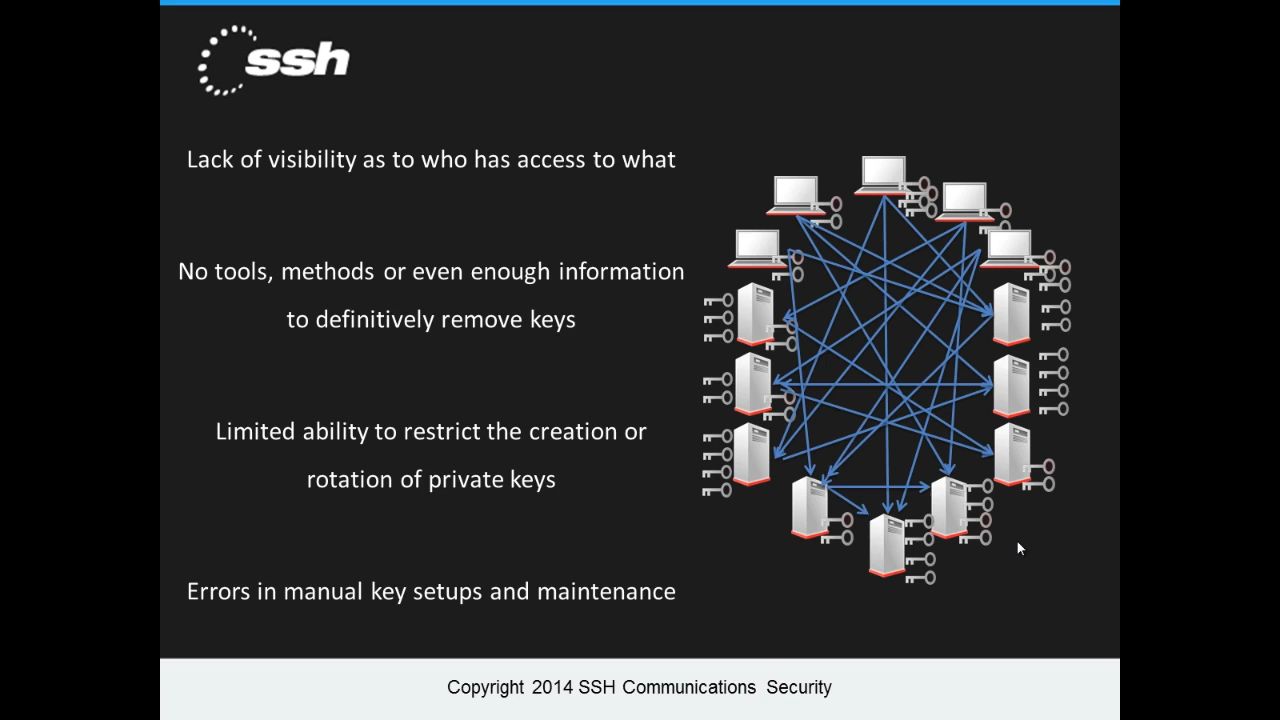 ssh
Lack of visibility as to who has access to what
No tools, methods or even enough information
to definitively remove keys
Limited ability to restrict the creation or
rotation of private keys
Errors in manual key setups and maintenance
Copyright 2014 SSH Communications Security